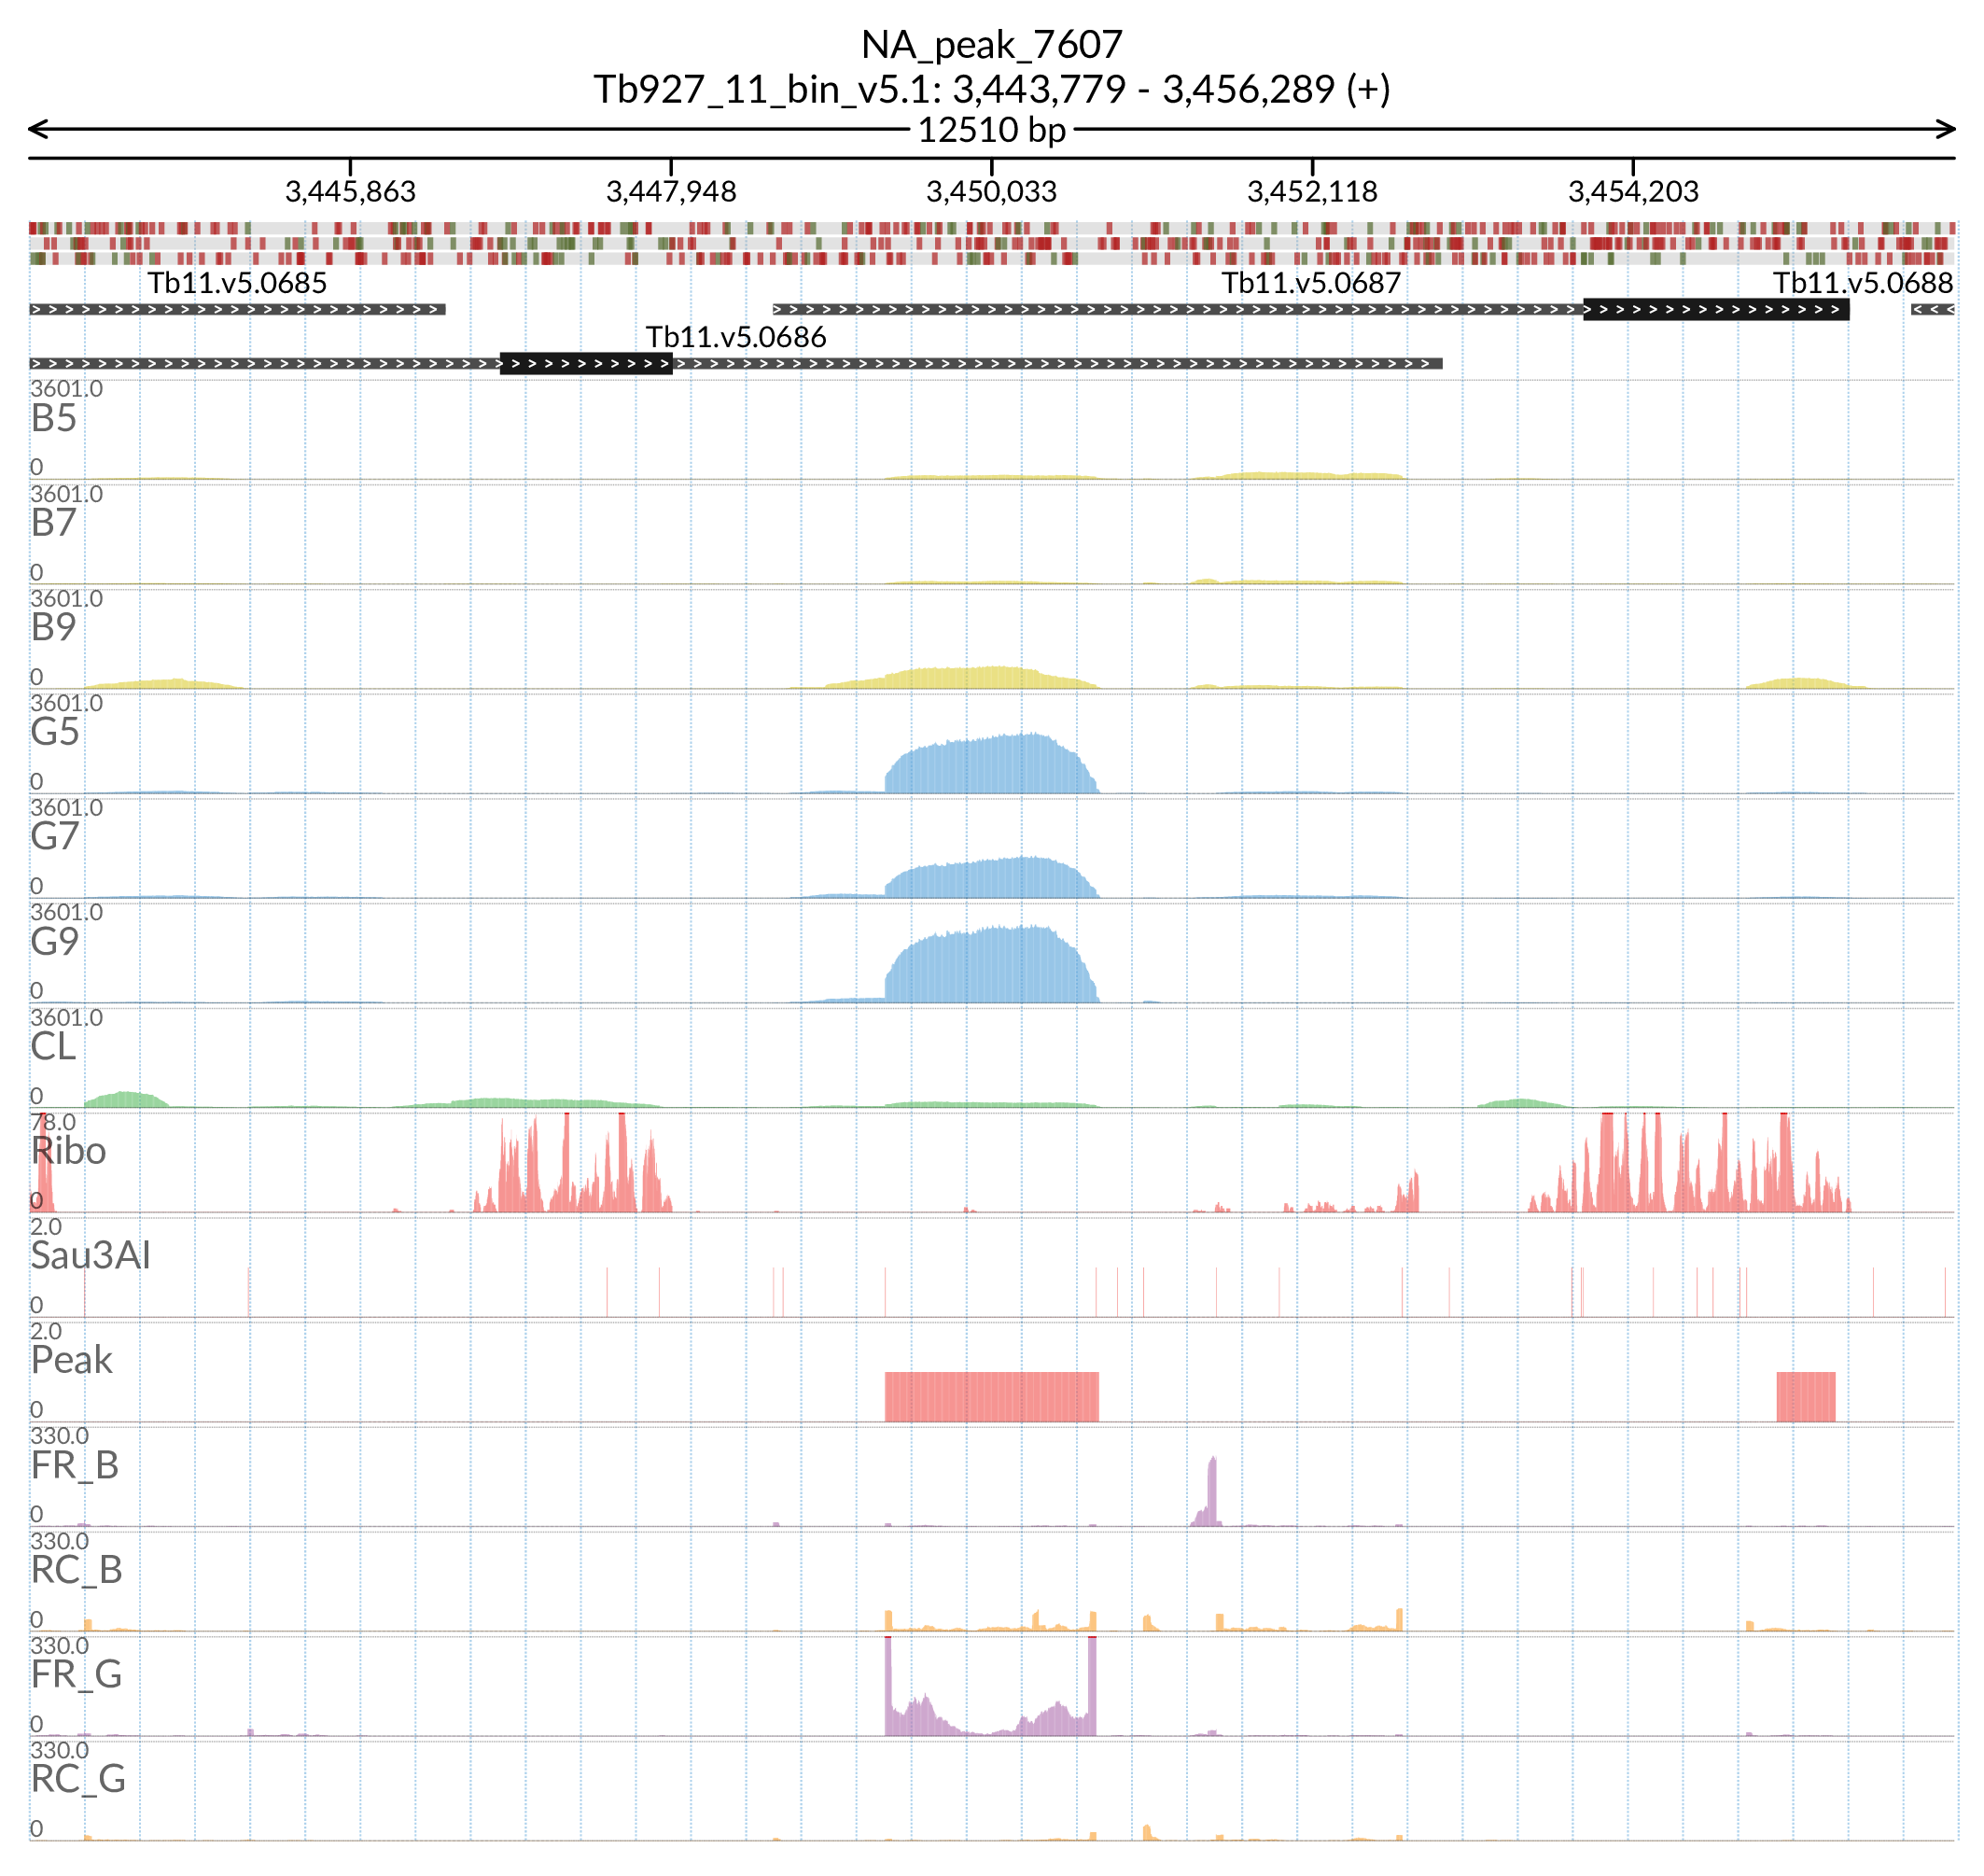 NA_peak_7607
Tb927_11_bin_v5.1: 3,443,779 - 3,456,289 (+)
12510 bp
3,445,863 3,447,948 3,450,033 3,452,118 3,454,203
Tb11.v5.0685 Tb11.v5.0687 Tb11.v5.0688
Tb11.v5.0686
3601.0
B5
0
3601.0
B7
0
3601.0
B9
0
3601.0
G5
0
3601.0
G7
0
3601.0
G9
0
3601.0
CL
0
78.0
Ribo
0
2.0
Sau3AI
0
2.0
Peak
0
330.0
FR_B
0
330.0
RC_B
0
330.0
FR_G
0
330.0
RC_G
0